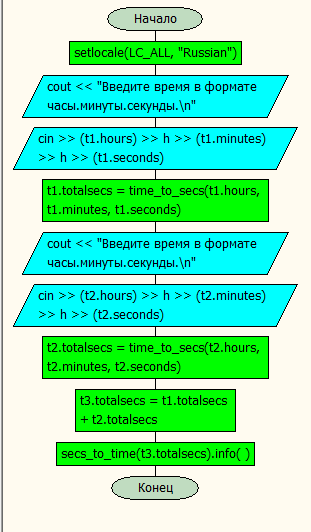 Начало
setlocale(LC_ALL, "Russian")
cout << "Введите время в формате
часы.минуты.секунды.\n"
cin >> (t1.hours) >> h >> (t1.minutes)
>> h >> (t1.seconds)
t1.totalsecs = time_to_secs(t1.hours,
t1.minutes, t1.seconds)
cout << "Введите время в формате
часы.минуты.секунды.\n"
cin >> (t2.hours) >> h >> (t2.minutes)
>> h >> (t2.seconds)
t2.totalsecs = time_to_secs(t2.hours,
t2.minutes, t2.seconds)
t3.totalsecs = t1.totalsecs
+ t2.totalsecs
secs_to_time(t3.totalsecs).info( )
Конец